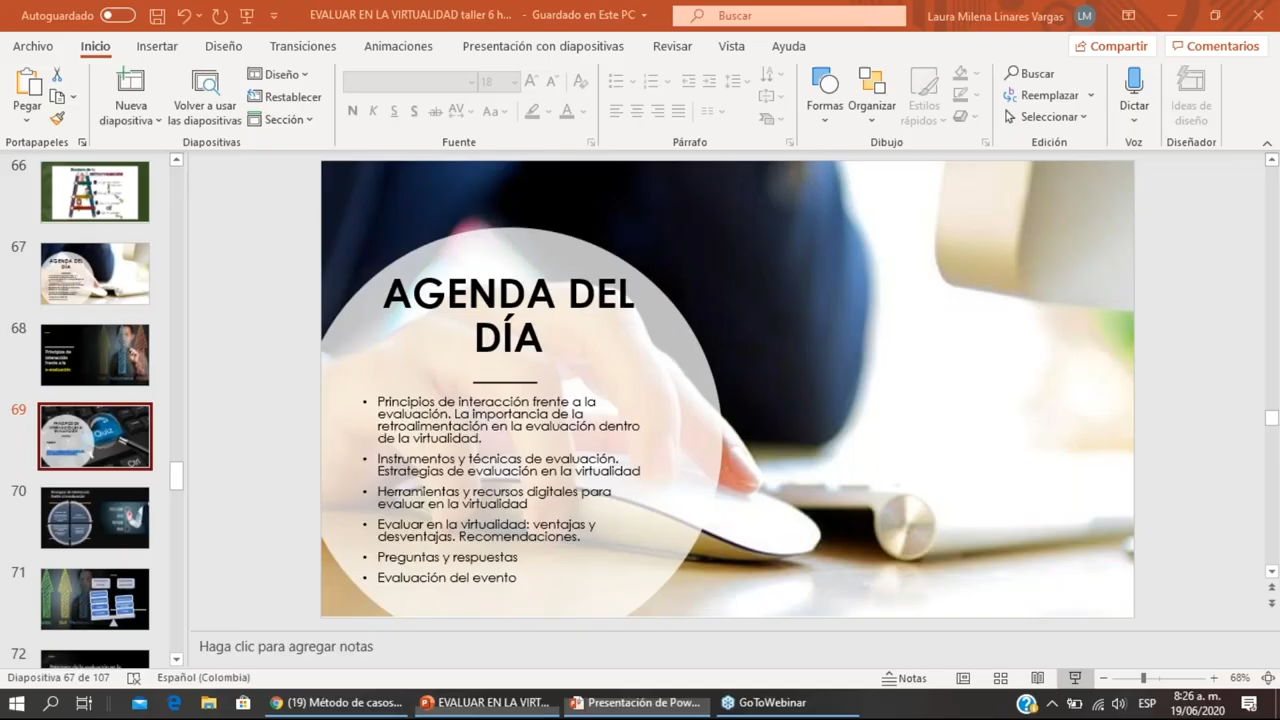 Autoguardado
EVALUAR EN LA VIRTUALIDAD taller 6 h... - Guardado en Este PC
Buscar
Laura Milena Linares Vargas
LM
Archivo Inicio Insertar Diseño Transiciones Animaciones Presentación con diapositivas Revisar Vista Ayuda
Compartir Comentarios
Pegar
Nueva diapositiva
Volver a usar las diapositivas
Diseño
Restablecer
Sección
18
N K S S ab AV Aa A
Formas Organizar Estilos rápidos
Buscar
Reemplazar
Seleccionar
Dictar
Ideas de diseño
Portapapeles Diapositivas Fuente Párrafo Dibujo Edición Voz Diseñador
66
67
68
69
70
71
72
AGENDA DEL
DÍA
• Principios de interacción frente a la
evaluación. La importancia de la
retroalimentación en la evaluación dentro
de la virtualidad.
• Instrumentos y técnicas de evaluación.
Estrategias de evaluación en la virtualidad
• Herramientas y recursos digitales para
evaluar en la virtualidad
• Evaluar en la virtualidad: ventajas y
desventajas. Recomendaciones.
• Preguntas y respuestas
• Evaluación del evento
Haga clic para agregar notas
Diapositiva 67 de 107 Español (Colombia) Notas 68%
(19) Método de casos... EVALUAR EN LA VIRT... Presentación de Pow... GoToWebinar
ESP
8:26 a. m.
19/06/2020